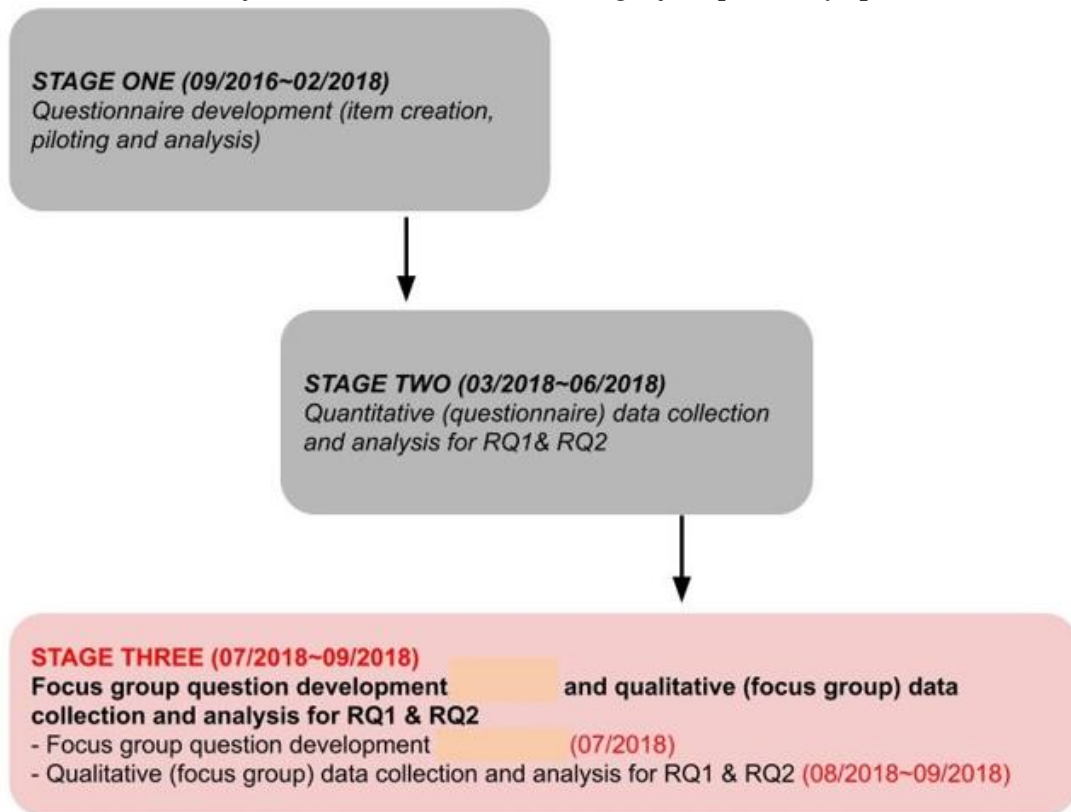 STAGE ONE (09/2016~02/2018)
Questionnaire development (item creation,
piloting and analysis)
STAGE TWO (03/2018~06/2018)
Quantitative (questionnaire) data collection
and analysis for RQ1& RQ2
STAGE THREE (07/2018~09/2018)
Focus group question development and qualitative (focus group) data
collection and analysis for RQ1 & RQ2
- Focus group question development (07/2018)
- Qualitative (focus group) data collection and analysis for RQ1 & RQ2 (08/2018~09/2018)